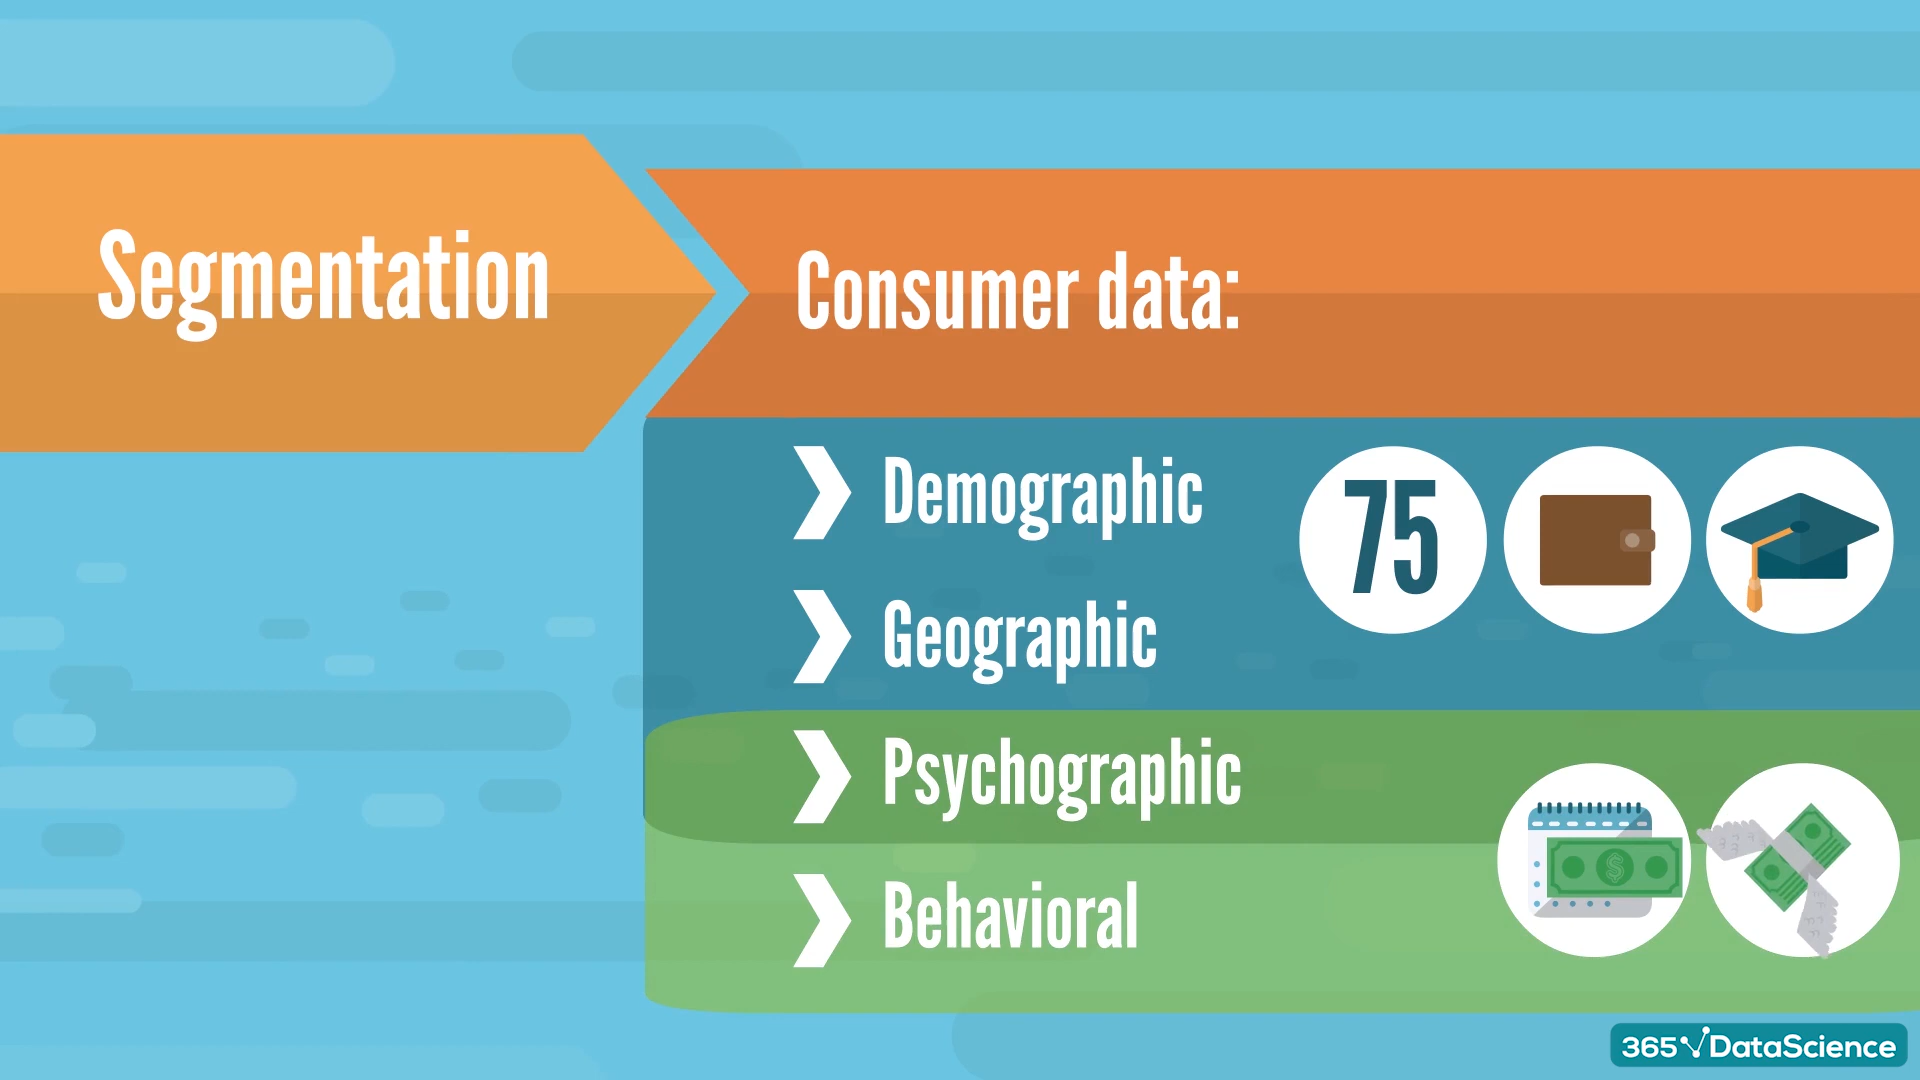 Segmentation
Consumer data:
Demographic
75
Geographic
Psychographic
Behavioral
$
365 DataScience